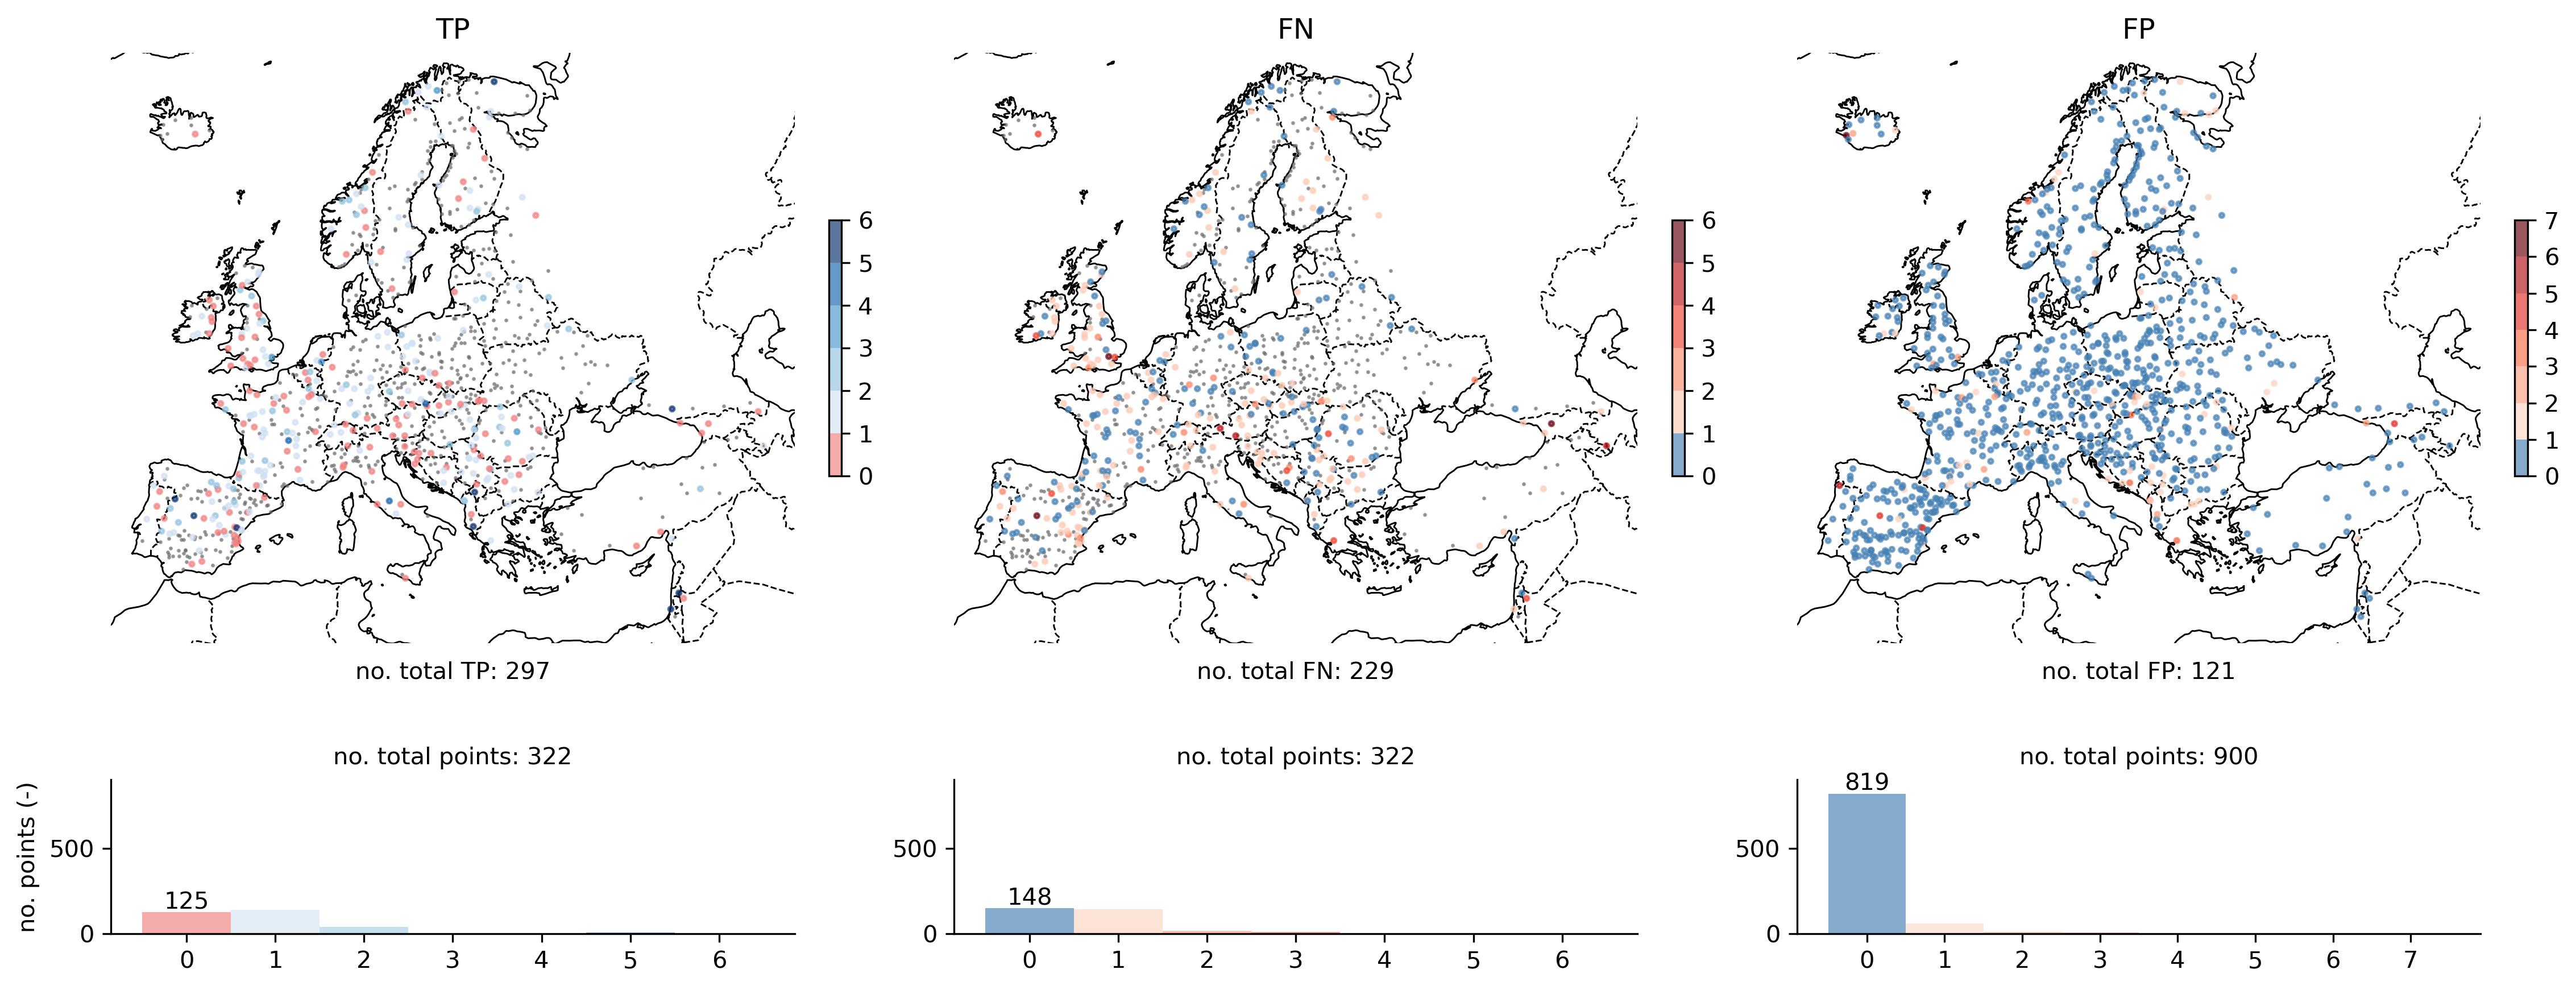 TP
FN
FP
6
5
4
3
2
1
0
6
5
4
3
2
1
0
7
6
5
4
3
2
1
0
no. total TP: 297
no. total FN: 229
no. total FP: 121
no. total points: 322
no. total points: 322
no. total points: 900
no. points (-)
500
0
125
0 1 2 3 4 5 6
500
0
148
0 1 2 3 4 5 6
500
0
819
0 1 2 3 4 5 6 7